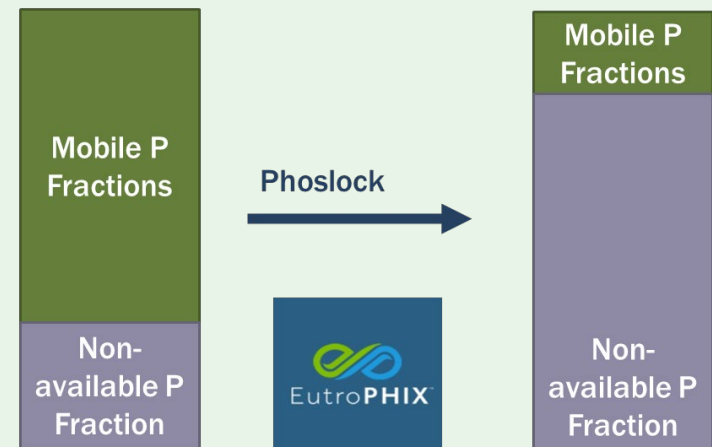 Mobile P
Fractions
Non-
available P
Fraction
Phoslock
EutroPHIX
Mobile P
Fractions
Non-
available P
Fraction